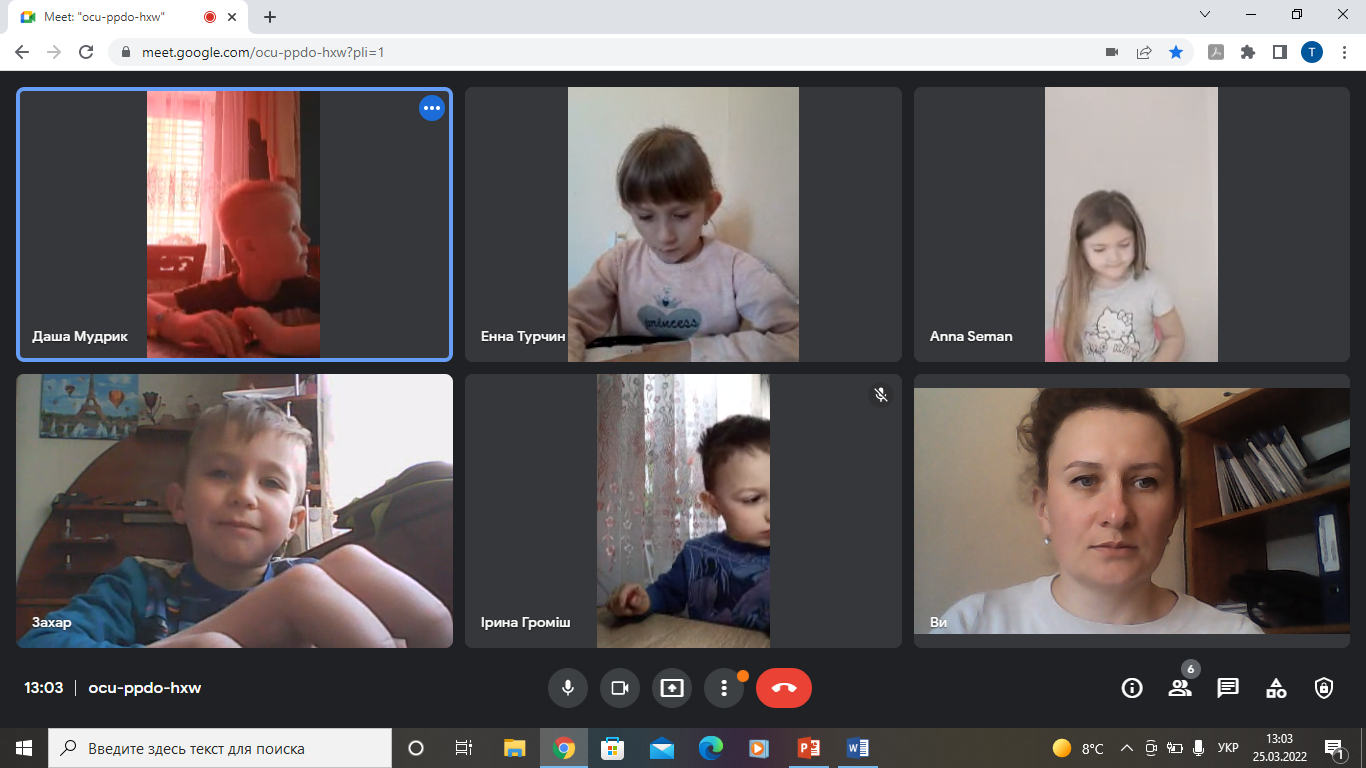 Meet: "ocu-ppdo-hxw"
meet.google.com/ocu-ppdo-hxw?pli=1
T
Даша Мудрик
princess
Енна Турчин
Anna Seman
Захар
Ірина Громіш
Ви
13:03 | ocu-ppdo-hxw
6
Введите здесь текст для поиска
8°C
УКР
13:03
25.03.2022
1